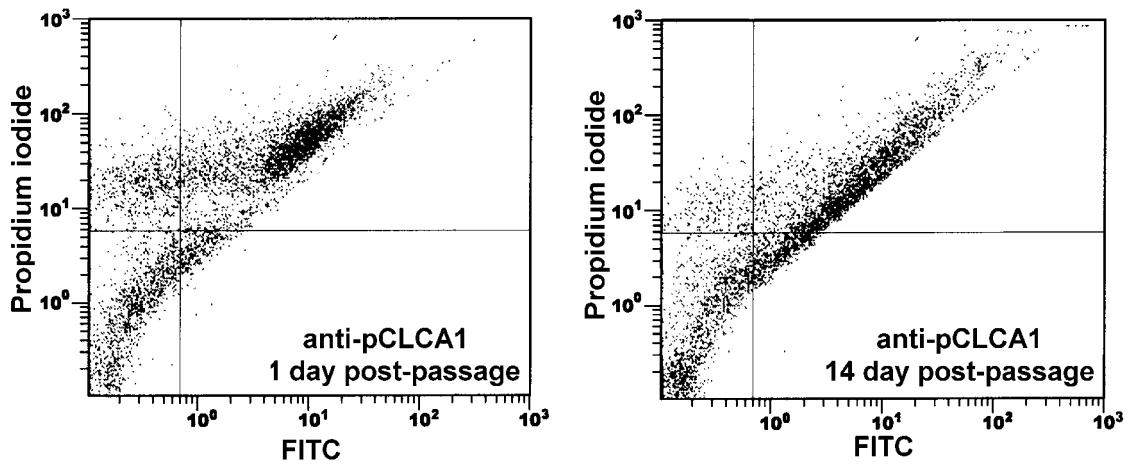 Propidium iodide
10³
10²
10¹
10⁰
anti-pCLCA1
1 day post-passage
10⁰ 10¹ 10² 10³
FITC
Propidium iodide
10³
10²
10¹
10⁰
anti-pCLCA1
14 day post-passage
10⁰ 10¹ 10² 10³
FITC